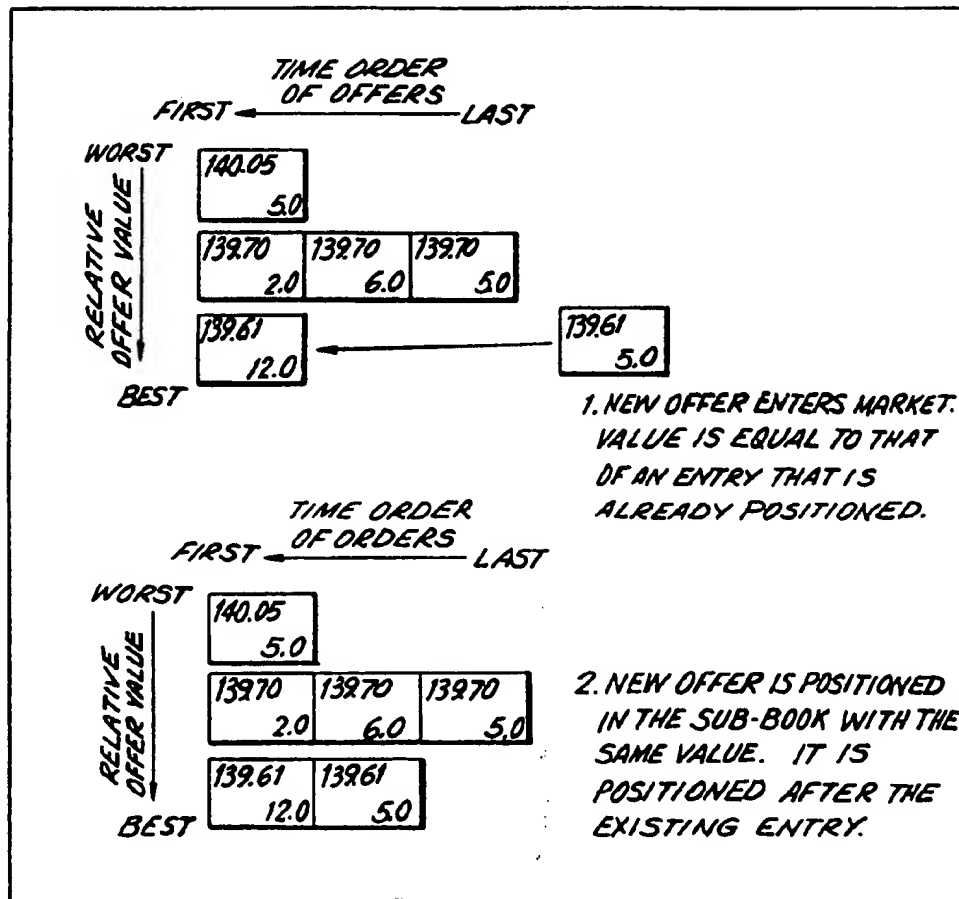 TIME ORDER
OF OFFERS
FIRST LAST
WORST
RELATIVE
OFFER VALUE
140.05
5.0
139.70 139.70 139.70
2.0 6.0 5.0
139.61 139.61
12.0 5.0
BEST
1. NEW OFFER ENTERS MARKET.
VALUE IS EQUAL TO THAT
OF AN ENTRY THAT IS
ALREADY POSITIONED.
TIME ORDER
OF ORDERS
FIRST LAST
WORST
RELATIVE
OFFER VALUE
140.05
5.0
139.70 139.70 139.70
2.0 6.0 5.0
139.61 139.61
12.0 5.0
BEST
2. NEW OFFER IS POSITIONED
IN THE SUB-BOOK WITH THE
SAME VALUE. IT IS
POSITIONED AFTER THE
EXISTING ENTRY.